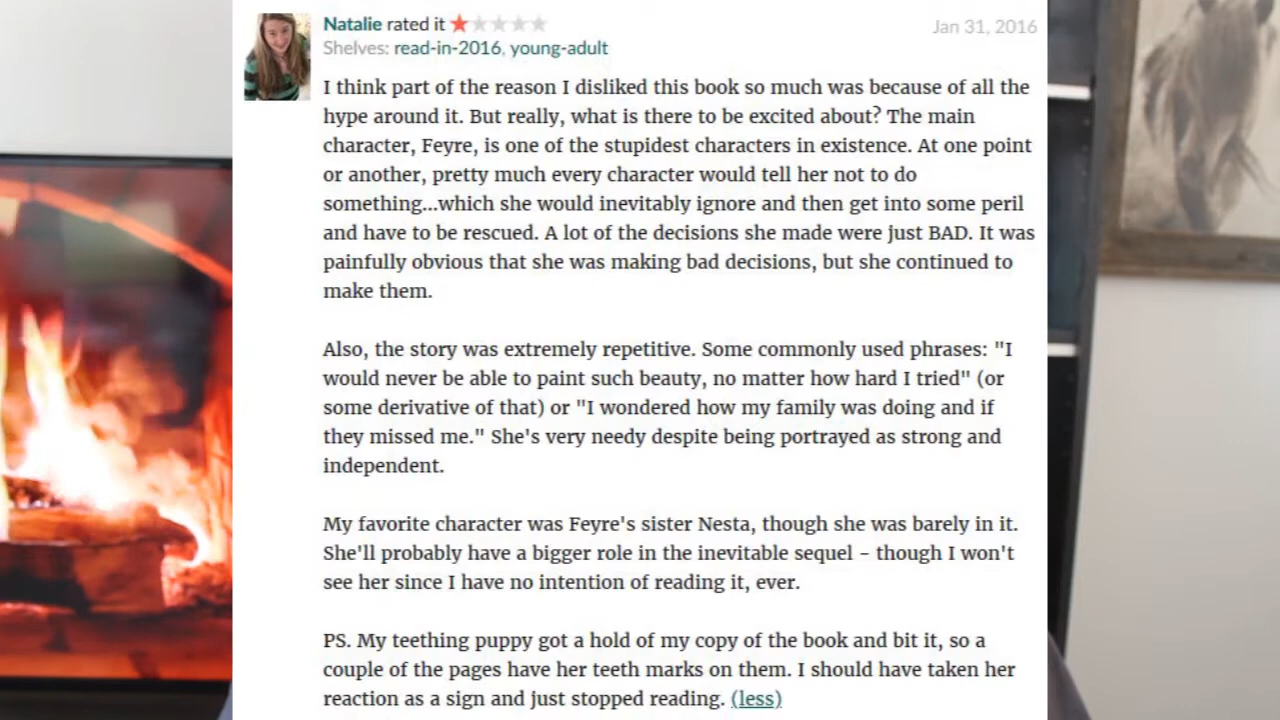 Natalie rated it
Jan 31, 2016
Shelves: read-in-2016, young-adult
I think part of the reason I disliked this book so much was because of all the
hype around it. But really, what is there to be excited about? The main
character, Feyre, is one of the stupidest characters in existence. At one point
or another, pretty much every character would tell her not to do
something...which she would inevitably ignore and then get into some peril
and have to be rescued. A lot of the decisions she made were just BAD. It was
painfully obvious that she was making bad decisions, but she continued to
make them.
Also, the story was extremely repetitive. Some commonly used phrases: "I
would never be able to paint such beauty, no matter how hard I tried" (or
some derivative of that) or "I wondered how my family was doing and if
they missed me." She's very needy despite being portrayed as strong and
independent.
My favorite character was Feyre's sister Nesta, though she was barely in it.
She'll probably have a bigger role in the inevitable sequel - though I won't
see her since I have no intention of reading it, ever.
PS. My teething puppy got a hold of my copy of the book and bit it, so a
couple of the pages have her teeth marks on them. I should have taken her
reaction as a sign and just stopped reading. (less)